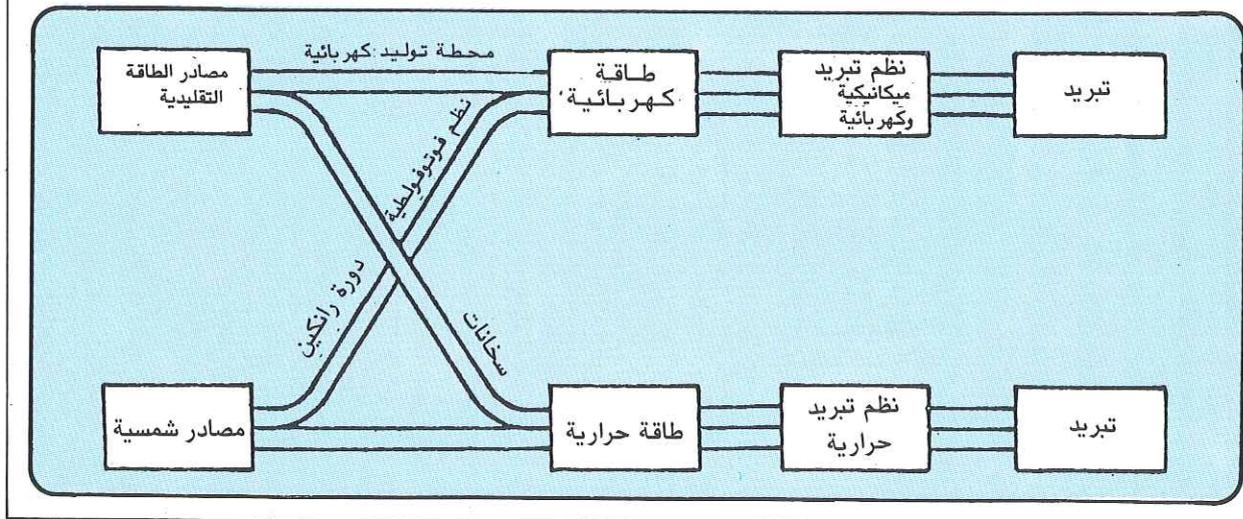 مصادر الطاقة
التقليدية
محطة توليد كهربائية
طاقة
كهربائية
نظم تبريد
ميكانيكية
وكهربائية
تبريد
نظم فوتوفولطية
دورة رانكين
سخانات
مصادر شمسية
طاقة حرارية
نظم تبريد
حرارية
تبريد